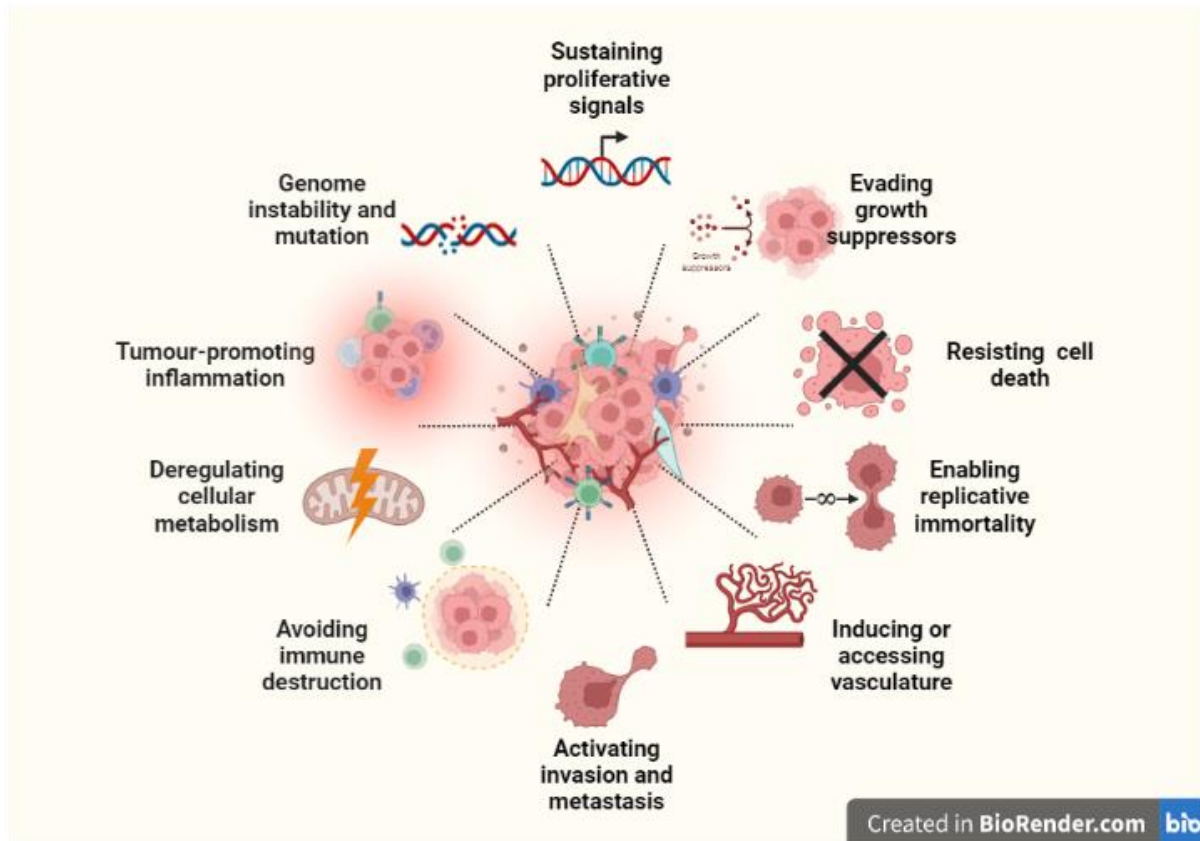 Sustaining
proliferative
signals
Genome
instability and
mutation
Evading
growth
suppressors
Growth
suppressors
Tumour-promoting
inflammation
Resisting cell
death
Deregulating
cellular
metabolism
∞
Enabling
replicative
immortality
Avoiding
immune
destruction
Inducing or
accessing
vasculature
Activating
invasion and
metastasis
Created in BioRender.com bio